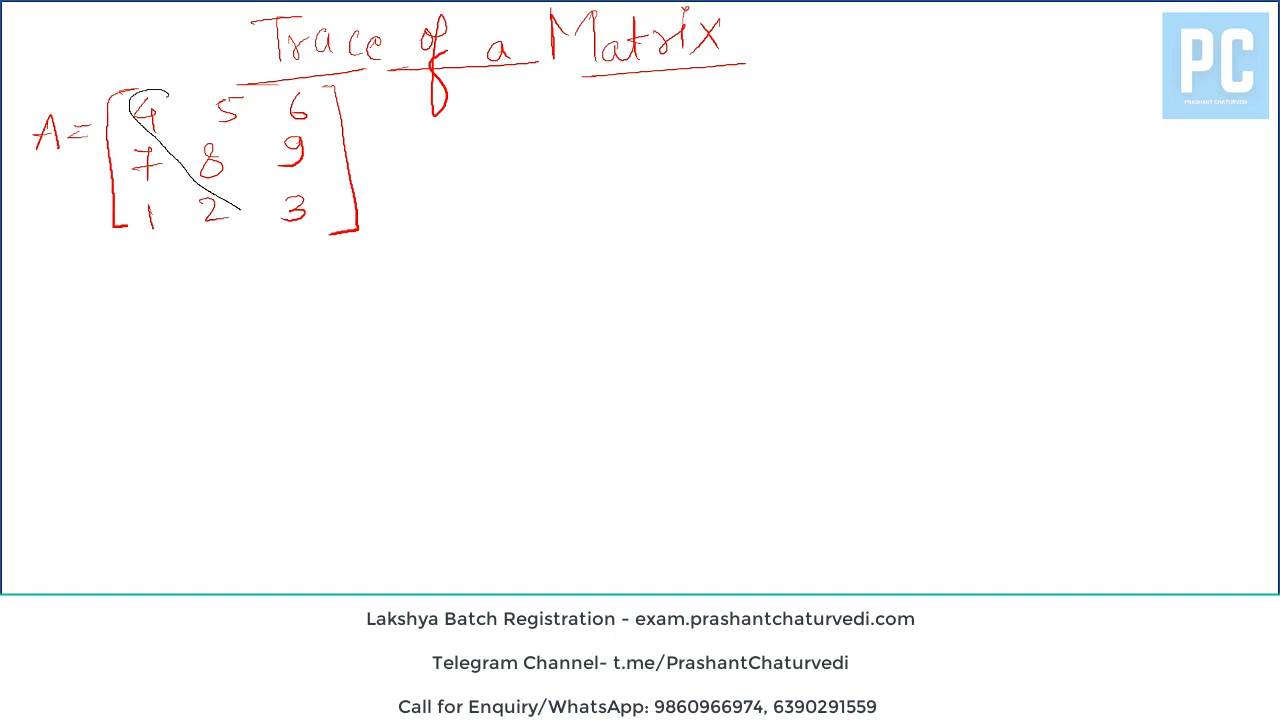 Trace of a Matrix
PC
PRASHANT CHATURVEDI
A = [4 5 6
7 8 9
1 2 3]
Lakshya Batch Registration - exam.prashantchaturvedi.com
Telegram Channel- t.me/PrashantChaturvedi
Call for Enquiry/WhatsApp: 9860966974, 6390291559